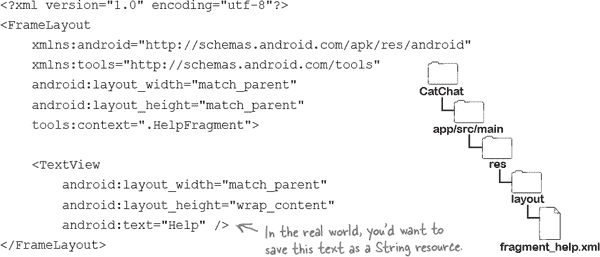 <?xml version="1.0" encoding="utf-8"?>
<FrameLayout
    xmlns:android="http://schemas.android.com/apk/res/android"
    xmlns:tools="http://schemas.android.com/tools"
    android:layout_width="match_parent"
    android:layout_height="match_parent"
    tools:context=".HelpFragment">
    <TextView
        android:layout_width="match_parent"
        android:layout_height="wrap_content"
        android:text="Help" />
</FrameLayout>
In the real world, you'd want to
save this text as a String resource.
CatChat
app/src/main
res
layout
fragment_help.xml